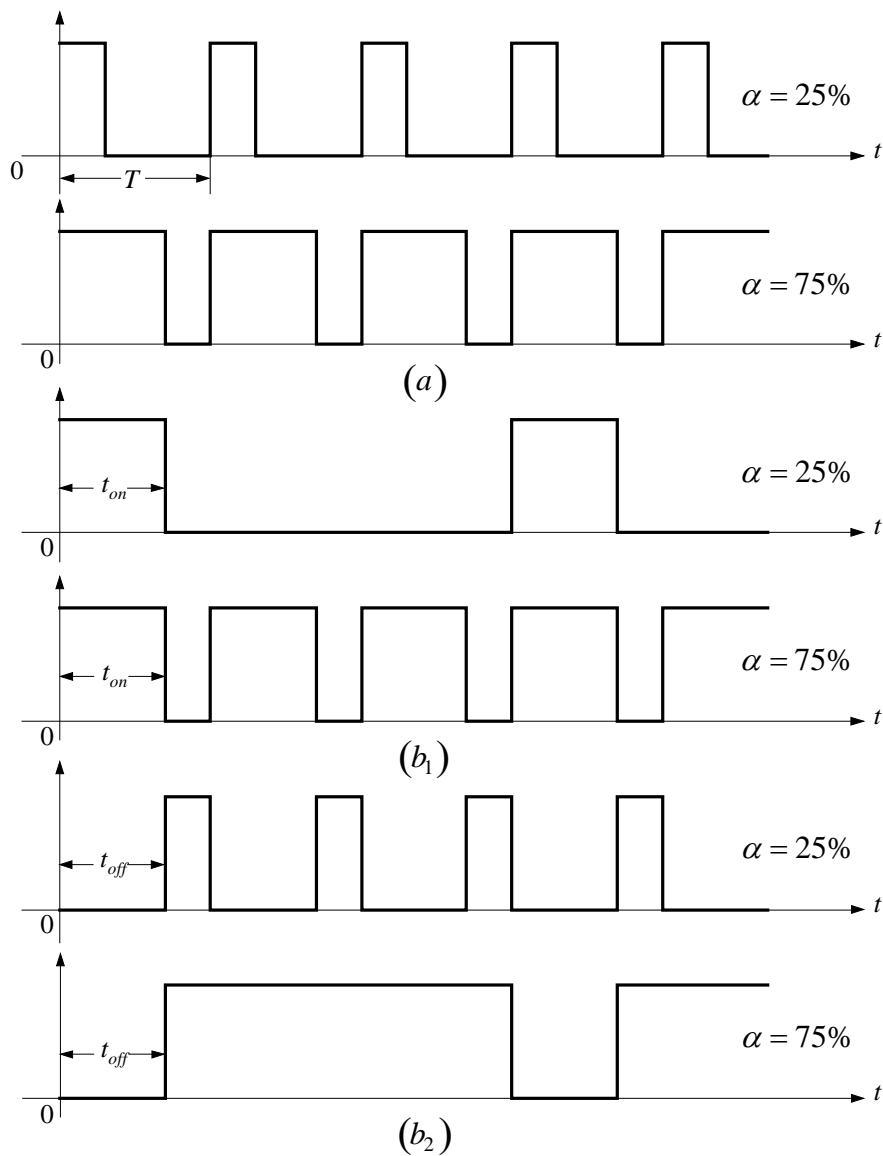 α = 25%
t
0
T
α = 75%
t
0
(a)
α = 25%
t_on
t
0
α = 75%
t_on
t
0
(b₁)
α = 25%
t_off
t
0
α = 75%
t_off
t
0
(b₂)